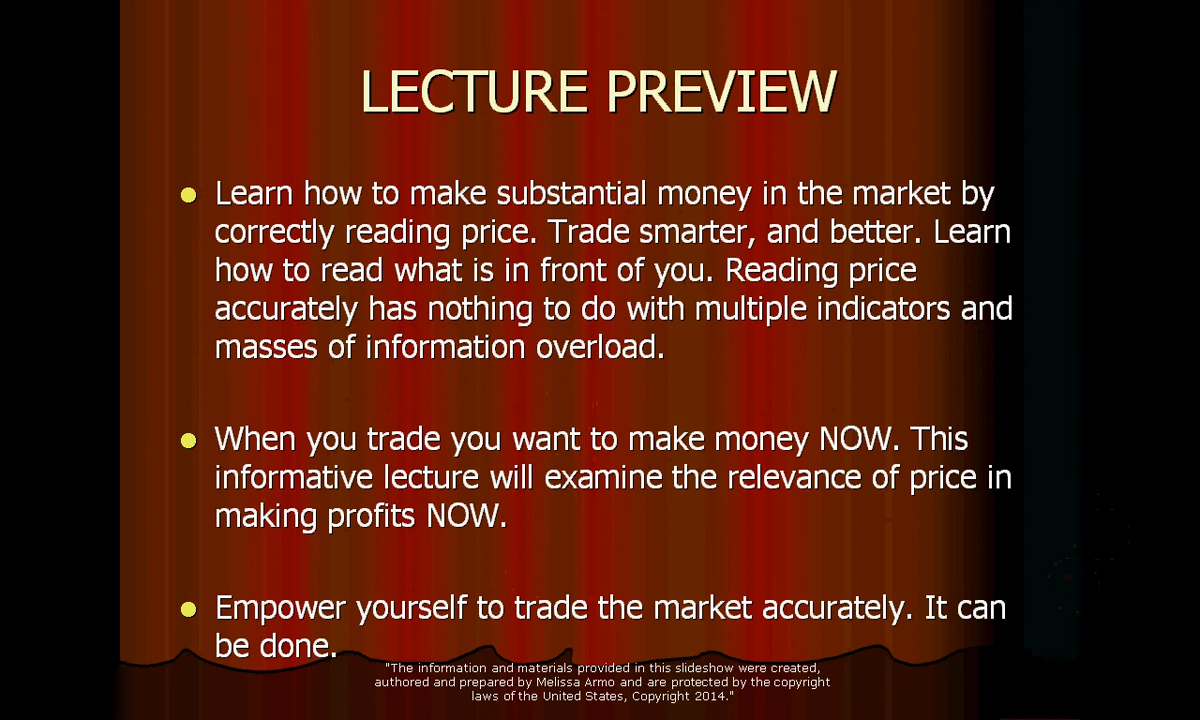 LECTURE PREVIEW
Learn how to make substantial money in the market by
correctly reading price. Trade smarter, and better. Learn
how to read what is in front of you. Reading price
accurately has nothing to do with multiple indicators and
masses of information overload.
When you trade you want to make money NOW. This
informative lecture will examine the relevance of price in
making profits NOW.
Empower yourself to trade the market accurately. It can
be done.
"The information and materials provided in this slideshow were created,
authored and prepared by Melissa Armo and are protected by the copyright
laws of the United States, Copyright 2014."